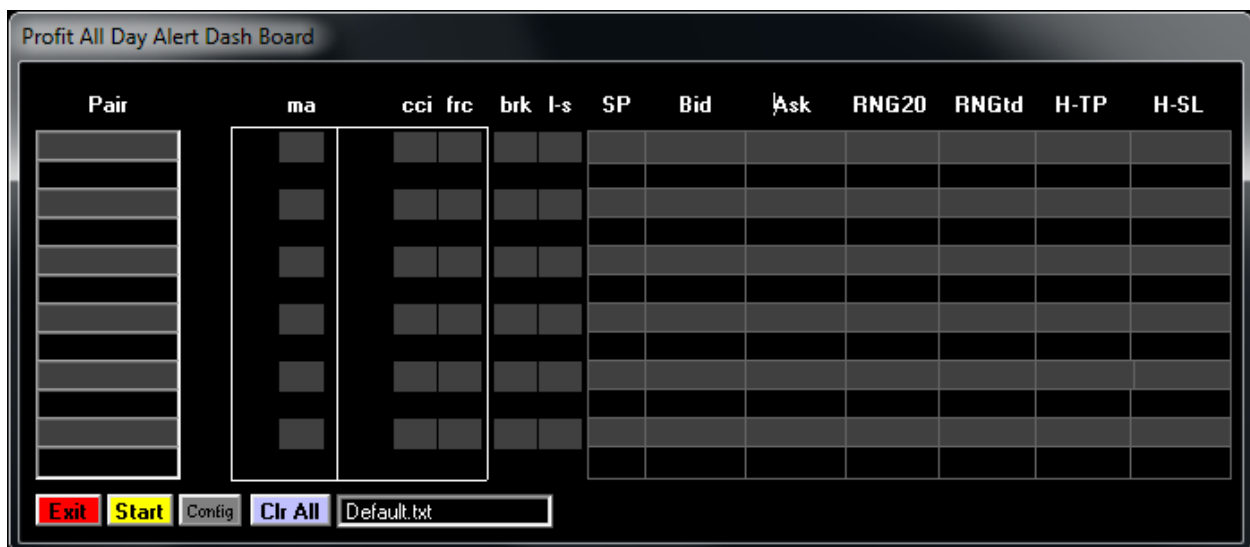 Profit All Day Alert Dash Board
Pair ma cci frc brk l-s SP Bid Ask RNG20 RNGtd H-TP H-SL
Exit Start Config Clr All Default.txt